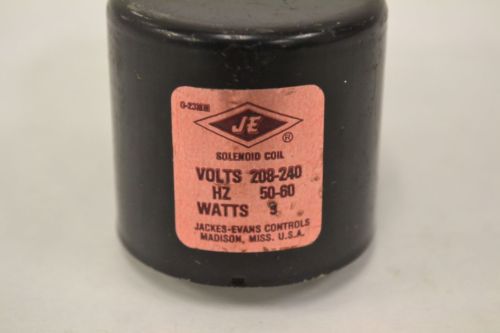 JE
®
SOLENOID COIL
VOLTS 208-240
HZ 50-60
WATTS 9
JACKES-EVANS CONTROLS
MADISON, MISS. U.S.A.